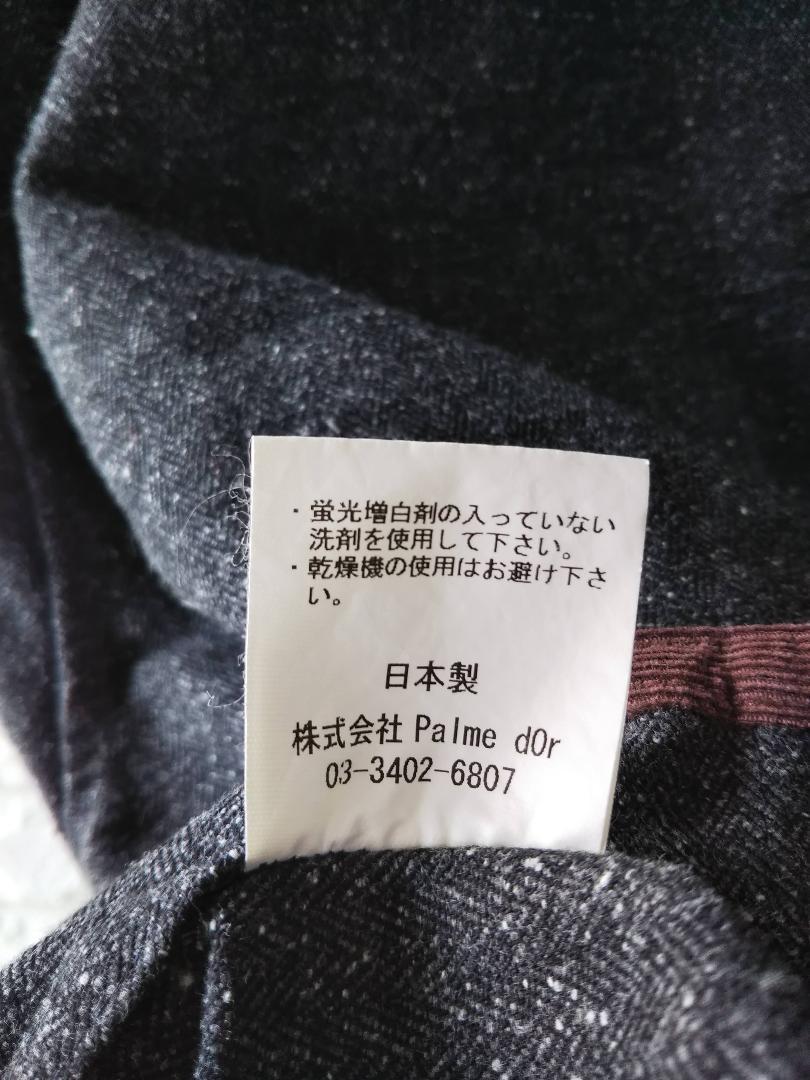 ・蛍光増白剤の入っていない
洗剤を使用して下さい。
・乾燥機の使用はお避け下さ
い。
日本製
株式会社 Palme dOr
03-3402-6807